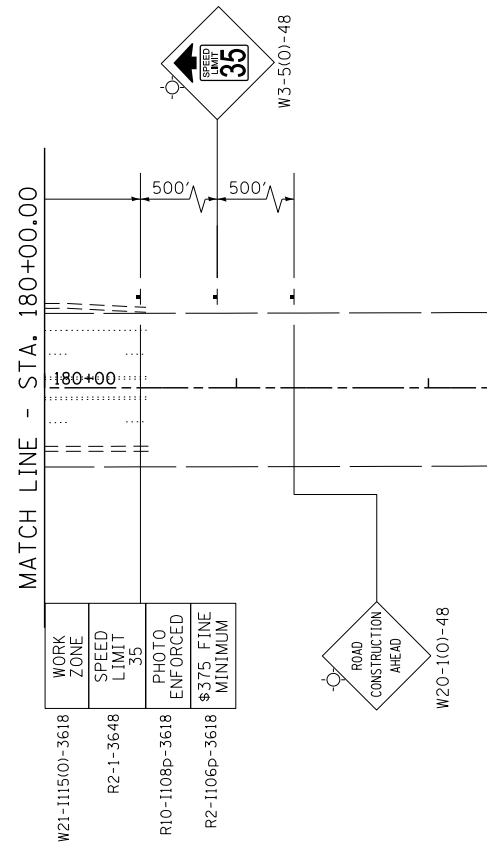 MATCH LINE - STA. 180+00.00
180+00
500'
500'
SPEED
LIMIT
35
W3-5(O)-48
WORK
ZONE
SPEED
LIMIT
35
PHOTO
ENFORCED
$375 FINE
MINIMUM
W21-I115(O)-3618
R2-1-3648
R10-I108p-3618
R2-I106p-3618
ROAD
CONSTRUCTION
AHEAD
W20-1(O)-48